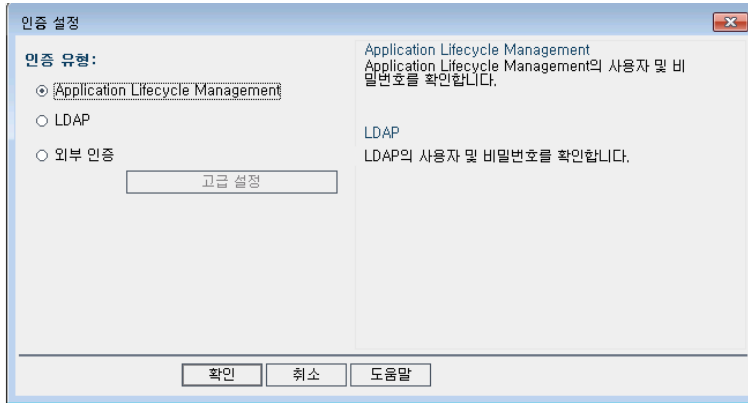 인증 설정
인증 유형:
Application Lifecycle Management
LDAP
외부 인증
고급 설정
Application Lifecycle Management
Application Lifecycle Management의 사용자 및 비
밀번호를 확인합니다.
LDAP
LDAP의 사용자 및 비밀번호를 확인합니다.
확인 취소 도움말